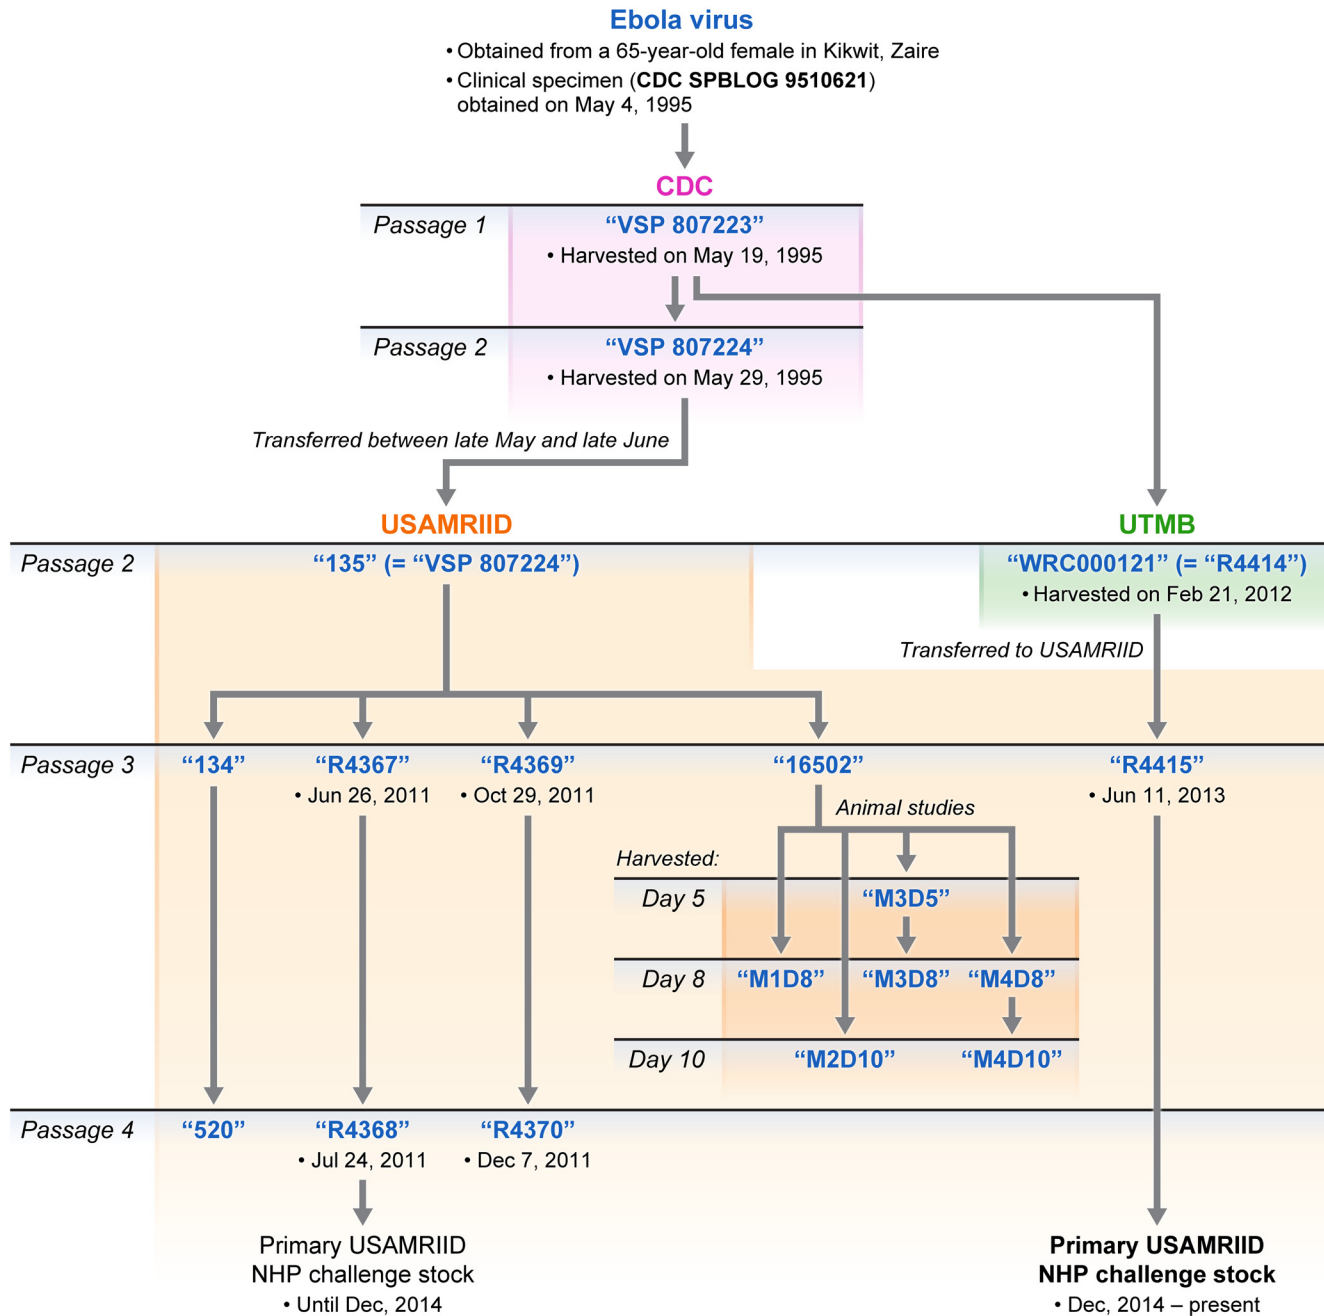 Ebola virus
• Obtained from a 65-year-old female in Kikwit, Zaire
• Clinical specimen (CDC SPBLOG 9510621)
obtained on May 4, 1995
CDC
Passage 1
“VSP 807223”
• Harvested on May 19, 1995
Passage 2
“VSP 807224”
• Harvested on May 29, 1995
Transferred between late May and late June
USAMRIID
UTMB
Passage 2
“135” (= “VSP 807224”)
“WRC000121” (= “R4414”)
• Harvested on Feb 21, 2012
Transferred to USAMRIID
Passage 3
“134”
“R4367”
“R4369”
“16502”
“R4415”
• Jun 26, 2011
• Oct 29, 2011
• Jun 11, 2013
Animal studies
Harvested:
Day 5
“M3D5”
Day 8
“M1D8”
“M3D8”
“M4D8”
Day 10
“M2D10”
“M4D10”
Passage 4
“520”
“R4368”
“R4370”
• Jul 24, 2011
• Dec 7, 2011
Primary USAMRIID
NHP challenge stock
• Until Dec, 2014
Primary USAMRIID
NHP challenge stock
• Dec, 2014 – present